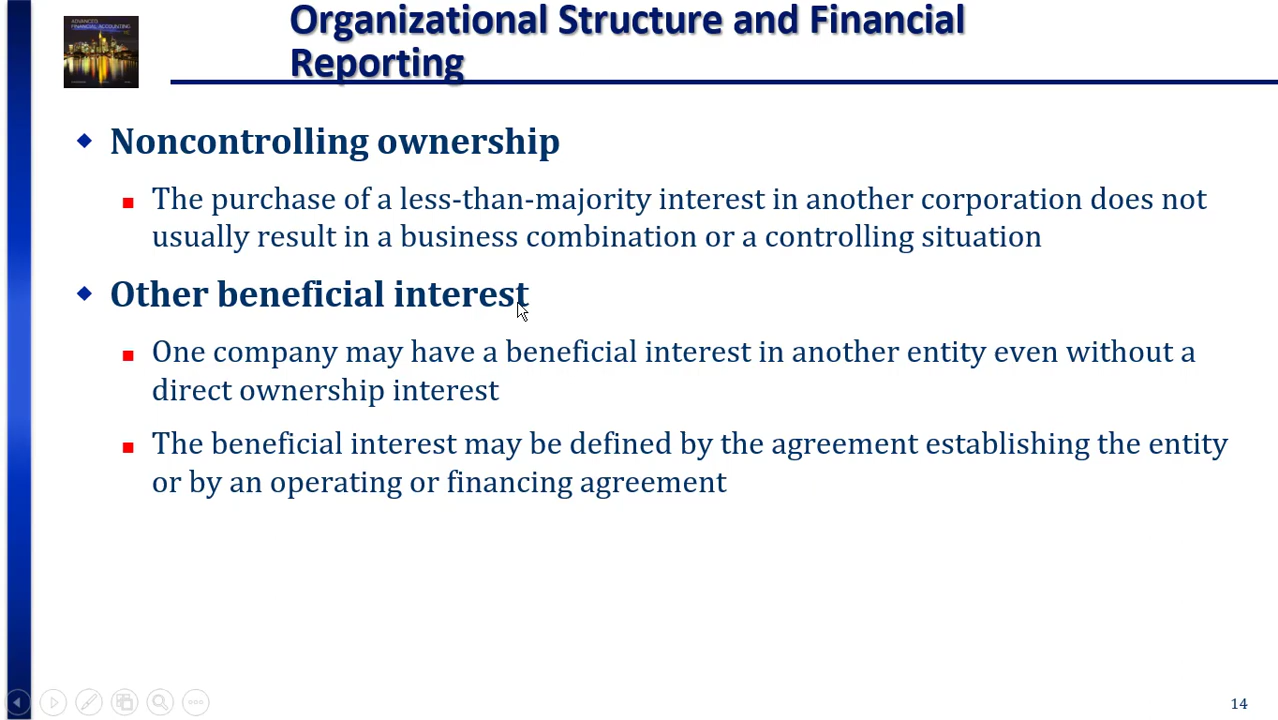 Organizational Structure and Financial
Reporting
ADVANCED
FINANCIAL ACCOUNTING
Noncontrolling ownership
The purchase of a less-than-majority interest in another corporation does not
usually result in a business combination or a controlling situation
Other beneficial interest
One company may have a beneficial interest in another entity even without a
direct ownership interest
The beneficial interest may be defined by the agreement establishing the entity
or by an operating or financing agreement
14